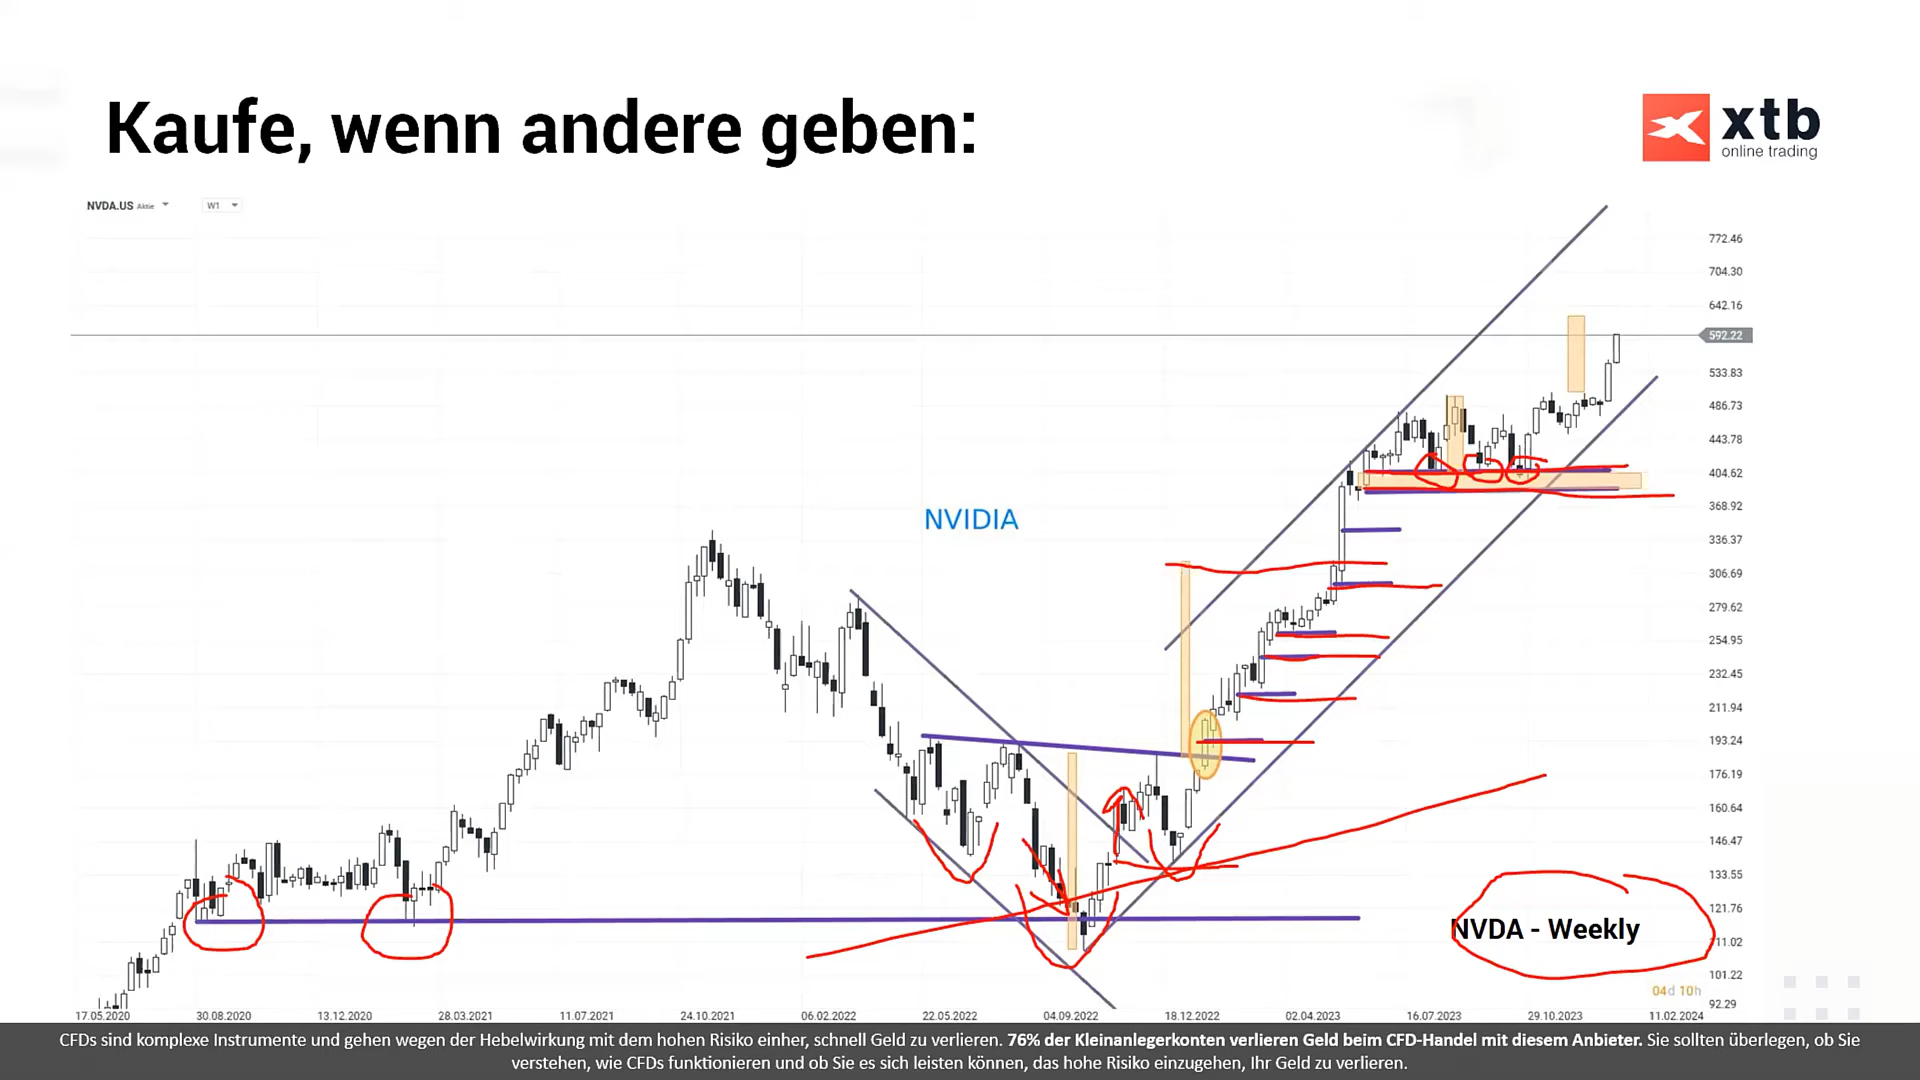 Kaufe, wenn andere geben:
xtb
online trading
NVDA.US Aktie
W1
772.46
704.30
642.16
592.22
533.83
486.73
443.78
404.62
368.92
NVIDIA
336.37
306.69
279.62
254.95
232.45
211.94
193.24
176.19
160.64
146.47
133.55
121.76
NVDA - Weekly
111.02
101.22
04d 10h
92.29
17.05.2020 30.08.2020 13.12.2020 28.03.2021 11.07.2021 24.10.2021 06.02.2022 22.05.2022 04.09.2022 18.12.2022 02.04.2023 16.07.2023 29.10.2023 11.02.2024
CFDs sind komplexe Instrumente und gehen wegen der Hebelwirkung mit dem hohen Risiko einher, schnell Geld zu verlieren. 76% der Kleinanlegerkonten verlieren Geld beim CFD-Handel mit diesem Anbieter. Sie sollten überlegen, ob Sie
verstehen, wie CFDs funktionieren und ob Sie es sich leisten können, das hohe Risiko einzugehen, Ihr Geld zu verlieren.